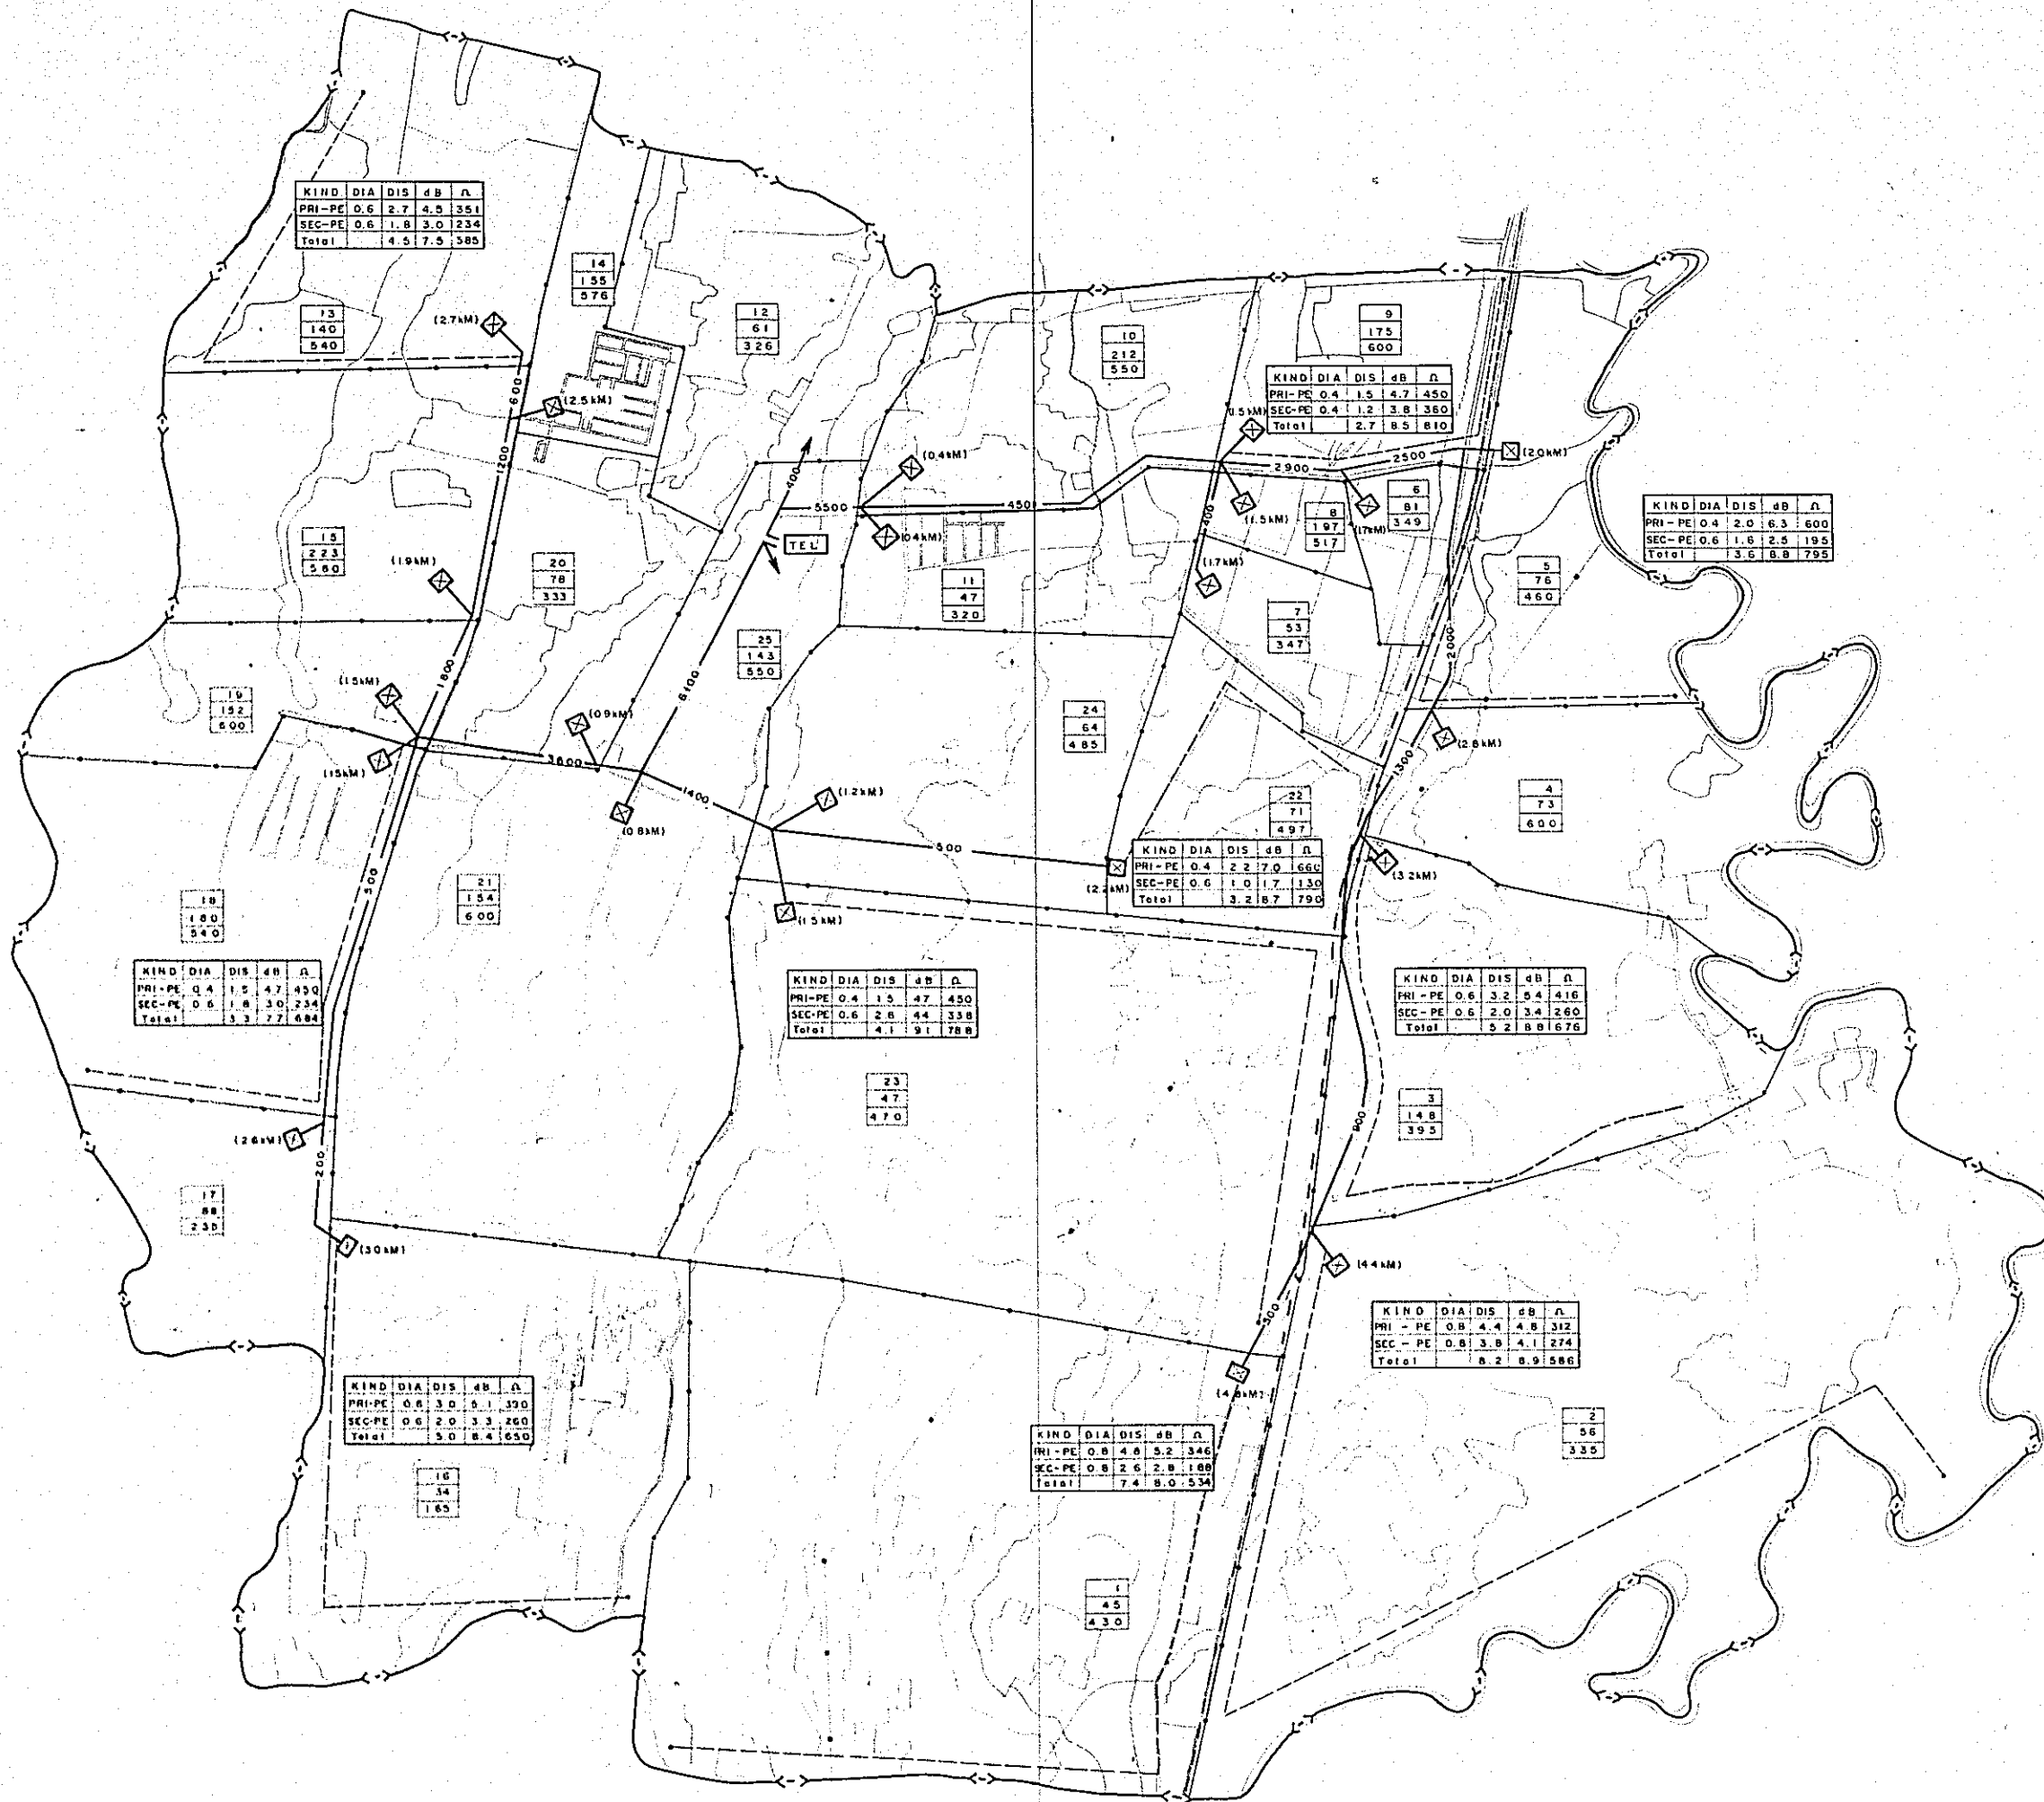 KIND DIA DIS dB Ω
PRI-PE 0.6 2.7 4.5 351
SEC-PE 0.6 1.8 3.0 234
Total 4.5 7.5 585
14
155
576
13
140
540
(2.7kM)
12
61
326
10
212
550
9
175
600
KIND DIA DIS dB Ω
PRI-PE 0.4 1.5 4.7 450
SEC-PE 0.4 1.2 3.8 360
Total 2.7 8.5 810
600
(2.5kM)
(1.5kM)
1200
400
(0.4kM)
2900
2500
(2.0kM)
5500
450
(0.4kM)
TEL
400
(1.5kM)
8
197
517
(1.7kM)
6
81
349
KIND DIA DIS dB Ω
PRI-PE 0.4 2.0 6.3 600
SEC-PE 0.6 1.6 2.5 195
Total 3.6 8.8 795
15
223
580
(1.9kM)
20
78
333
11
47
320
(1.7kM)
5
76
460
7
53
347
25
143
550
2000
1800
6100
(1.5kM)
19
152
600
(0.9kM)
24
64
485
(2.8kM)
(1.5kM)
3600
1400
(1.2kM)
(0.8kM)
1300
22
71
497
4
73
600
500
(2.2kM)
KIND DIA DIS dB Ω
PRI-PE 0.4 2.2 7.0 660
SEC-PE 0.6 1.0 1.7 130
Total 3.2 8.7 790
(3.2kM)
500
21
154
600
18
180
540
(1.5kM)
KIND DIA DIS dB Ω
PRI-PE 0.4 1.5 4.7 450
SEC-PE 0.6 1.8 3.0 234
Total 3.3 7.7 684
KIND DIA DIS dB Ω
PRI-PE 0.4 1.5 47 450
SEC-PE 0.6 2.6 44 338
Total 4.1 9.1 788
KIND DIA DIS dB Ω
PRI-PE 0.6 3.2 5.4 416
SEC-PE 0.6 2.0 3.4 260
Total 5.2 8.8 676
23
47
470
3
148
395
900
(2.6kM)
200
17
88
235
(3.0kM)
(4.4kM)
300
KIND DIA DIS dB Ω
PRI-PE 0.8 4.4 4.8 312
SEC-PE 0.8 3.8 4.1 274
Total 8.2 8.9 586
KIND DIA DIS dB Ω
PRI-PE 0.6 3.0 5.1 390
SEC-PE 0.6 2.0 3.3 260
Total 5.0 8.4 650
(4.8kM)
KIND DIA DIS dB Ω
PRI-PE 0.8 4.8 5.2 346
SEC-PE 0.8 2.6 2.8 188
Total 7.4 8.0 534
2
56
335
16
34
165
1
45
430